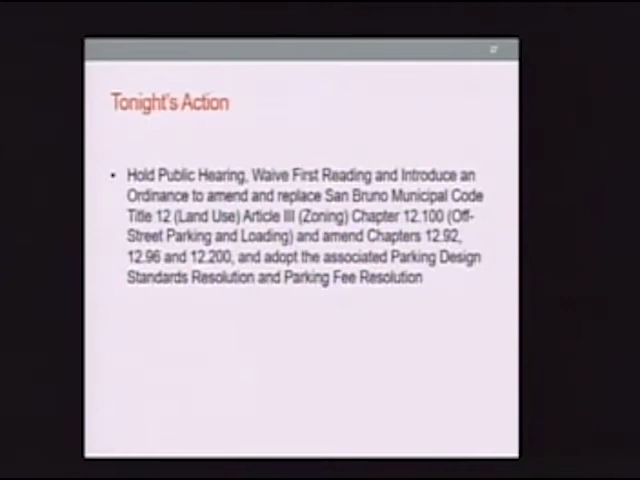 Tonight's Action
• Hold Public Hearing, Waive First Reading and Introduce an
Ordinance to amend and replace San Bruno Municipal Code
Title 12 (Land Use) Article III (Zoning) Chapter 12.100 (Off-
Street Parking and Loading) and amend Chapters 12.92,
12.96 and 12.200, and adopt the associated Parking Design
Standards Resolution and Parking Fee Resolution